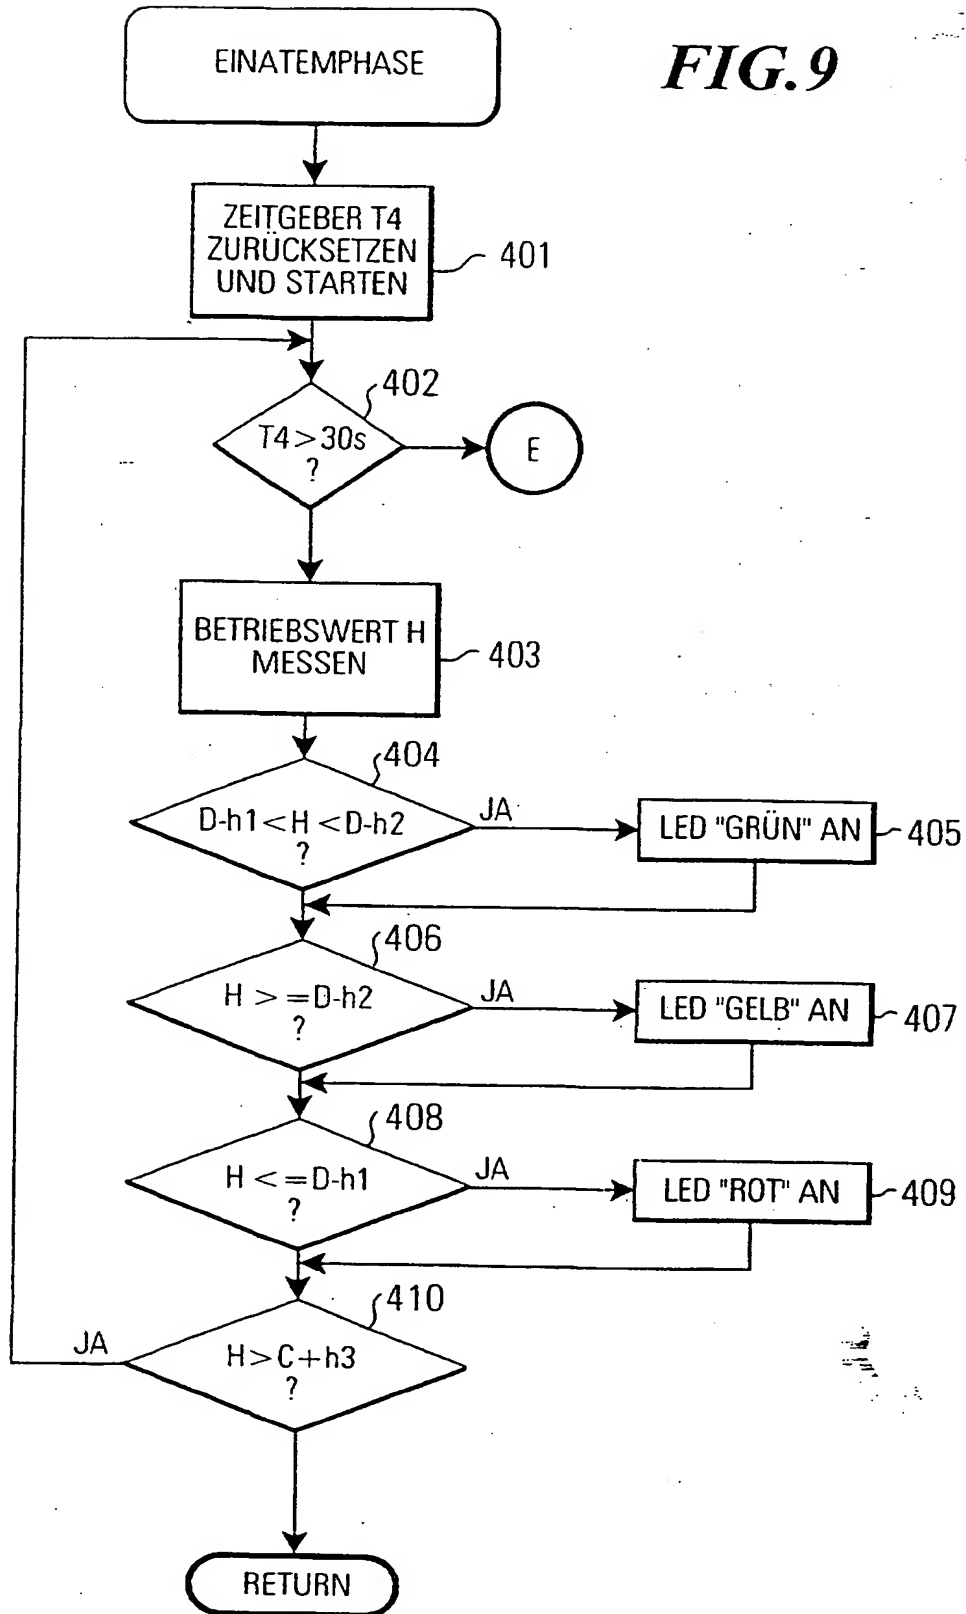 EINATEMPHASE
FIG.9
ZEITGEBER T4
ZURÜCKSETZEN
UND STARTEN
401
402
T4>30s
?
E
BETRIEBSWERT H
MESSEN
403
404
D-h1<H<D-h2
?
JA
LED "GRÜN" AN
405
406
H >=D-h2
?
JA
LED "GELB" AN
407
408
H <=D-h1
?
JA
LED "ROT" AN
409
410
JA
H>C+h3
?
RETURN